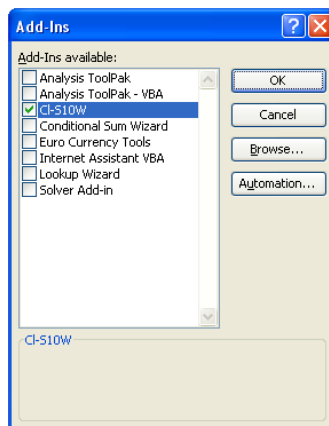 Add-Ins
?
Add-Ins available:
Analysis ToolPak
Analysis ToolPak - VBA
Cl-S10W
Conditional Sum Wizard
Euro Currency Tools
Internet Assistant VBA
Lookup Wizard
Solver Add-in
OK
Cancel
Browse...
Automation...
Cl-S10W